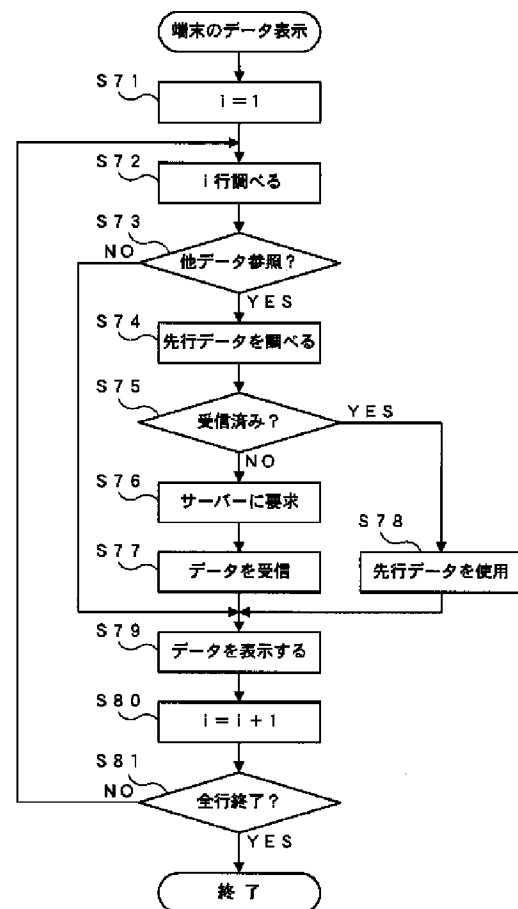 端末のデータ表示
S71
i=1
S72
i行調べる
S73
NO
他データ参照?
YES
S74
先行データを調べる
S75
受信済み?
YES
NO
S76
サーバーに要求
S78
S77
データを受信
先行データを使用
S79
データを表示する
S80
i=i+1
S81
NO
全行終了?
YES
終 了